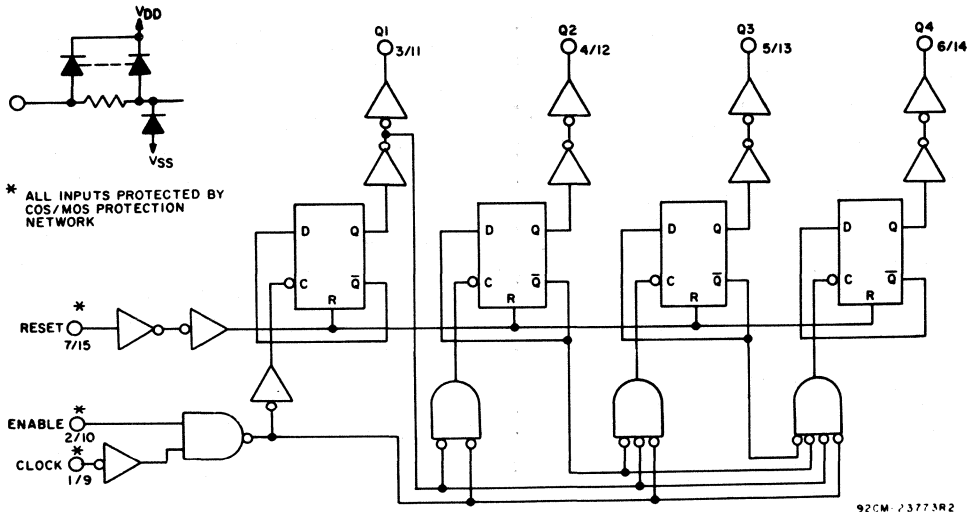 VDD
VSS
* ALL INPUTS PROTECTED BY
COS/MOS PROTECTION
NETWORK
Q1
3/11
Q2
4/12
Q3
5/13
Q4
6/14
D Q
C Q̅
R
D Q
C Q̅
R
D Q
C Q̅
R
D Q
C Q̅
R
*
RESET
7/15
*
ENABLE
2/10
*
CLOCK
1/9
92CM-23773R2